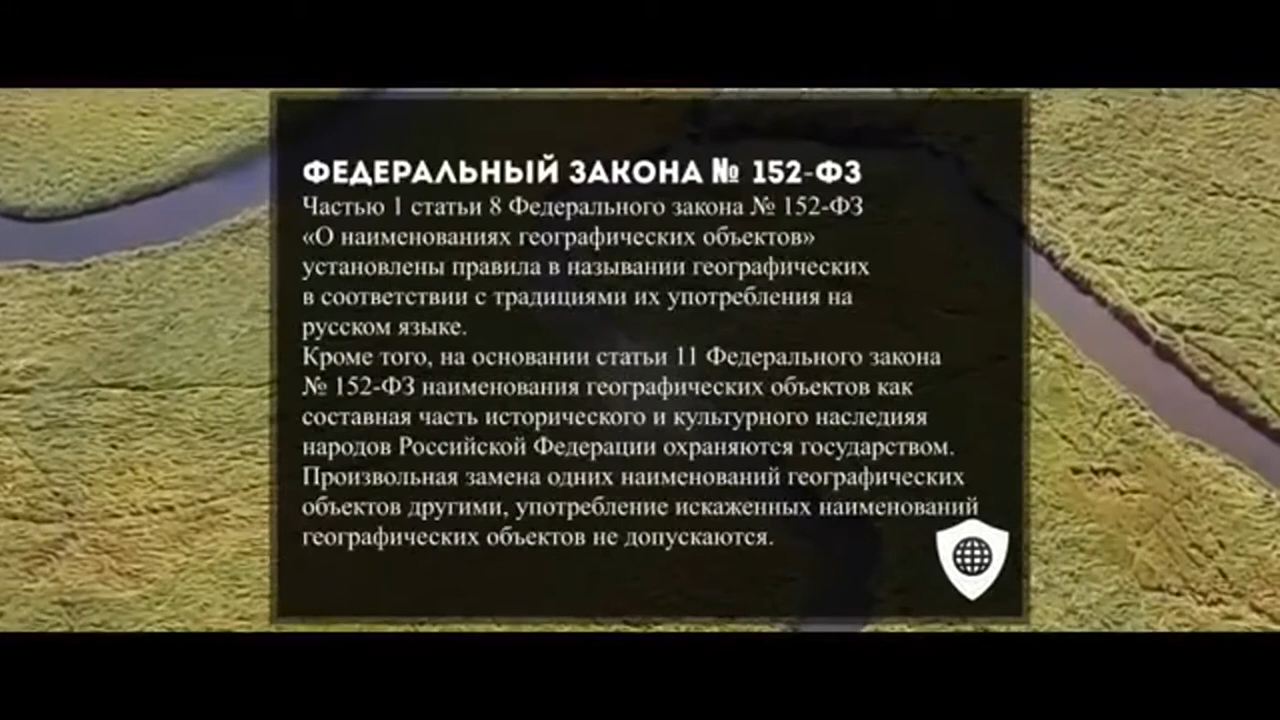 ФЕДЕРАЛЬНЫЙ ЗАКОНА № 152-ФЗ
Частью 1 статьи 8 Федерального закона № 152-ФЗ
«О наименованиях географических объектов»
установлены правила в назывании географических
в соответствии с традициями их употребления на
русском языке.
Кроме того, на основании статьи 11 Федерального закона
№ 152-ФЗ наименования географических объектов как
составная часть исторического и культурного наследияя
народов Российской Федерации охраняются государством.
Произвольная замена одних наименований географических
объектов другими, употребление искаженных наименований
географических объектов не допускаются.